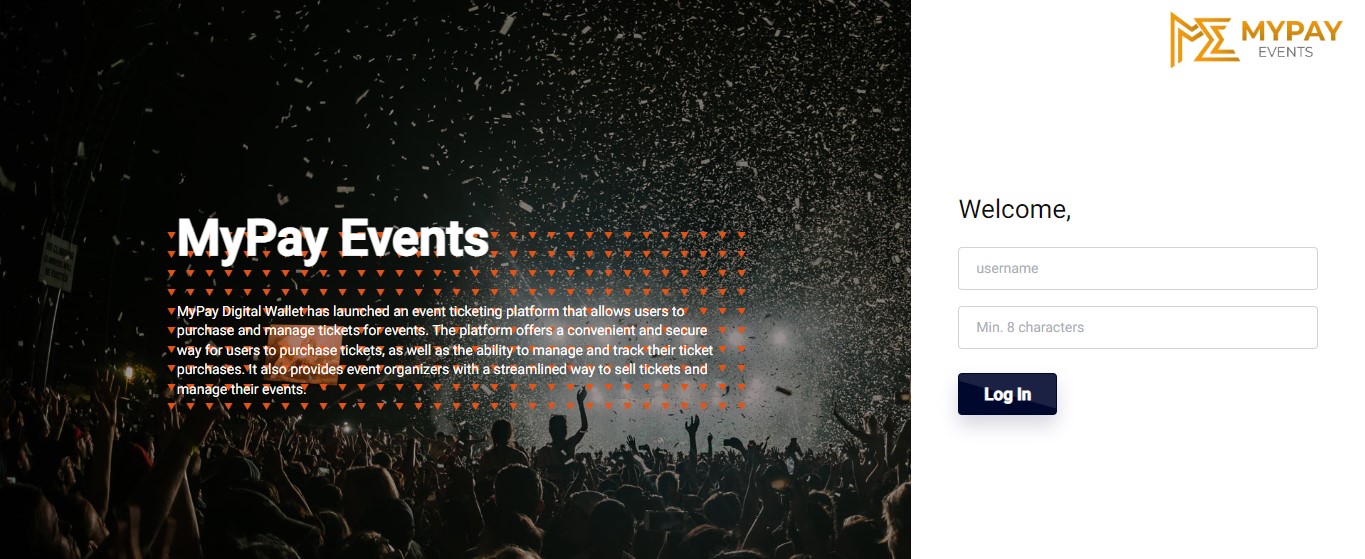 MYPAY
EVENTS
MyPay Events
MyPay Digital Wallet has launched an event ticketing platform that allows users to
purchase and manage tickets for events. The platform offers a convenient and secure
way for users to purchase tickets, as well as the ability to manage and track their ticket
purchases. It also provides event organizers with a streamlined way to sell tickets and
manage their events.
Welcome,
username
Min. 8 characters
Log In